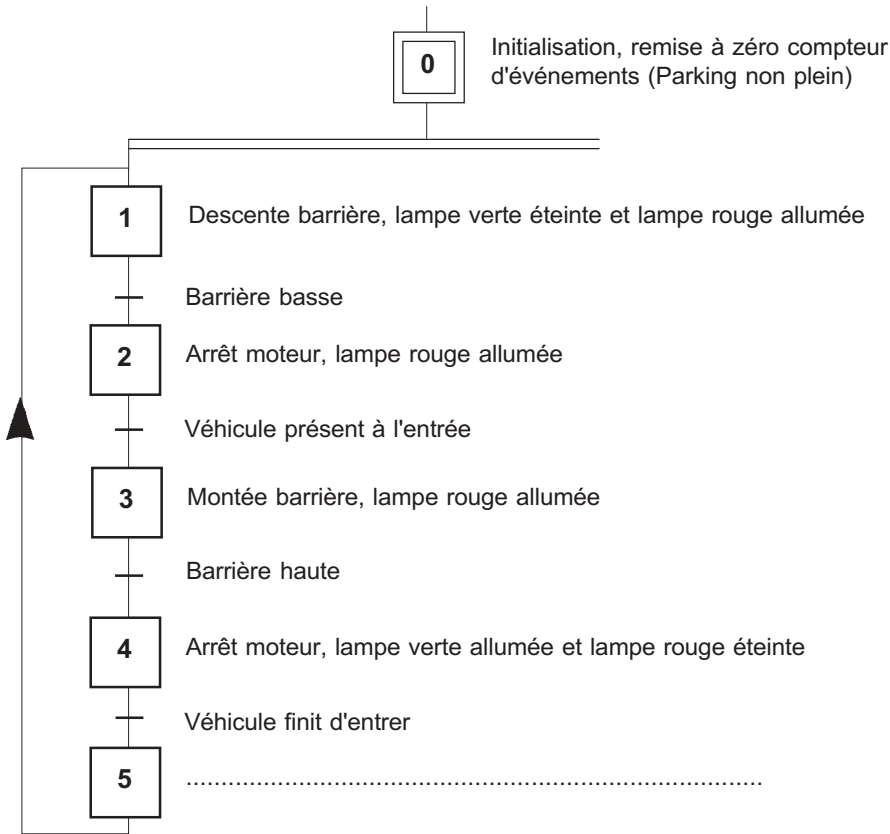 0
Initialisation, remise à zéro compteur
d'événements (Parking non plein)
1
Descente barrière, lampe verte éteinte et lampe rouge allumée
Barrière basse
2
Arrêt moteur, lampe rouge allumée
Véhicule présent à l'entrée
3
Montée barrière, lampe rouge allumée
Barrière haute
4
Arrêt moteur, lampe verte allumée et lampe rouge éteinte
Véhicule finit d'entrer
5
..................................................................................